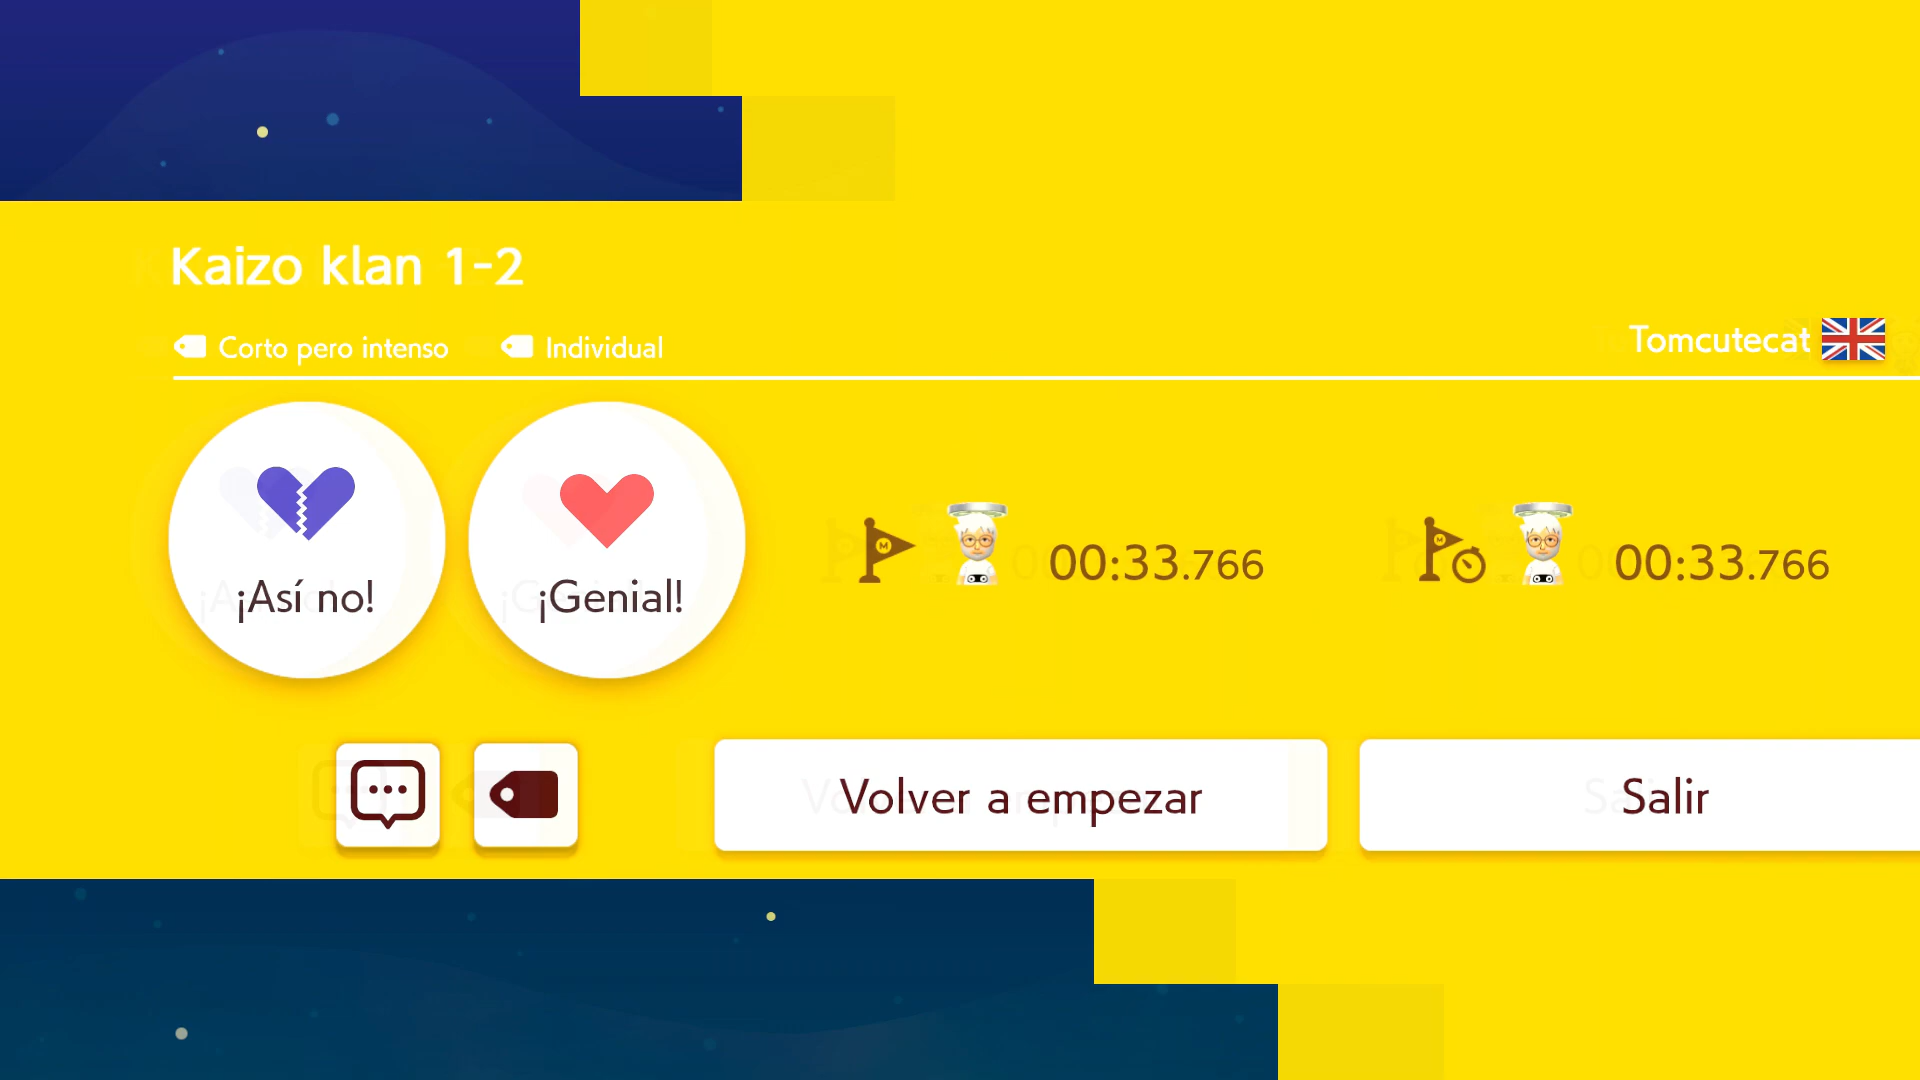 Kaizo klan 1-2
Corto pero intenso Individual
Tomcutecat
¡Así no! ¡Genial!
00:33.766 00:33.766
Volver a empezar Salir